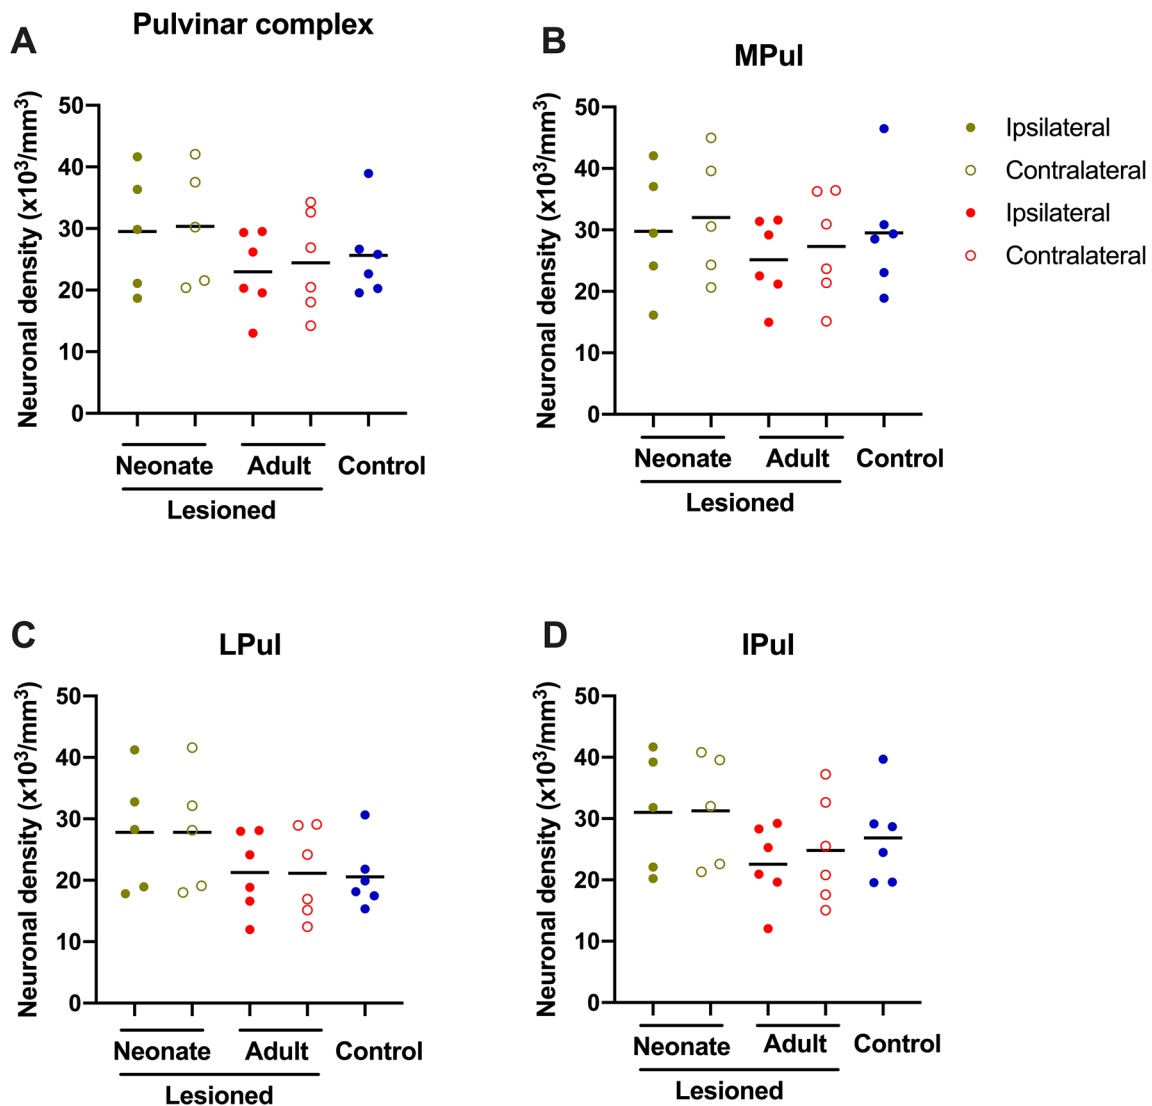 A
Pulvinar complex
Neuronal density (x10³/mm³)
50
40
30
20
10
0
Neonate
Adult
Control
Lesioned
B
MPul
Neuronal density (x10³/mm³)
50
40
30
20
10
0
Neonate
Adult
Control
Lesioned
Ipsilateral
Contralateral
Ipsilateral
Contralateral
C
LPul
Neuronal density (x10³/mm³)
50
40
30
20
10
0
Neonate
Adult
Control
Lesioned
D
IPul
Neuronal density (x10³/mm³)
50
40
30
20
10
0
Neonate
Adult
Control
Lesioned